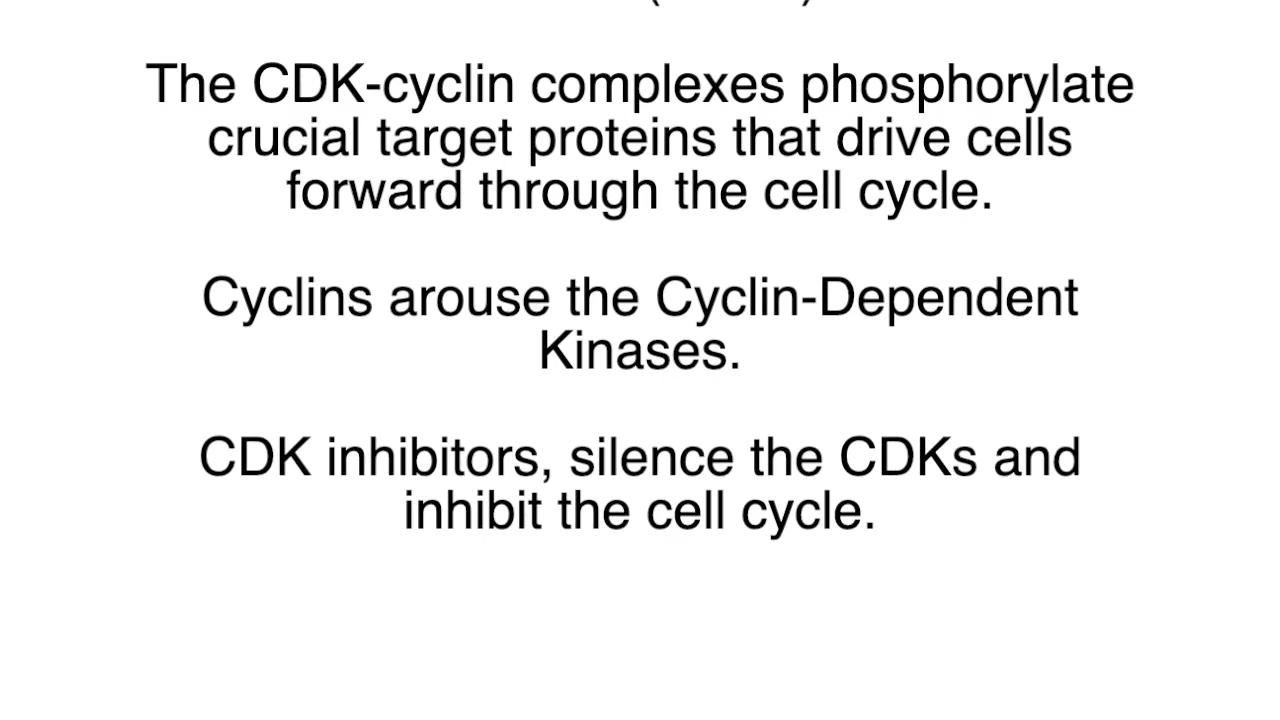 The CDK-cyclin complexes phosphorylate
crucial target proteins that drive cells
forward through the cell cycle.
Cyclins arouse the Cyclin-Dependent
Kinases.
CDK inhibitors, silence the CDKs and
inhibit the cell cycle.